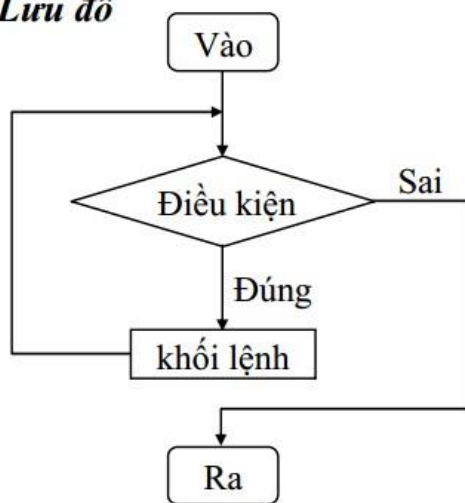 Lưu đồ
Vào
Điều kiện
Sai
Đúng
khối lệnh
Ra